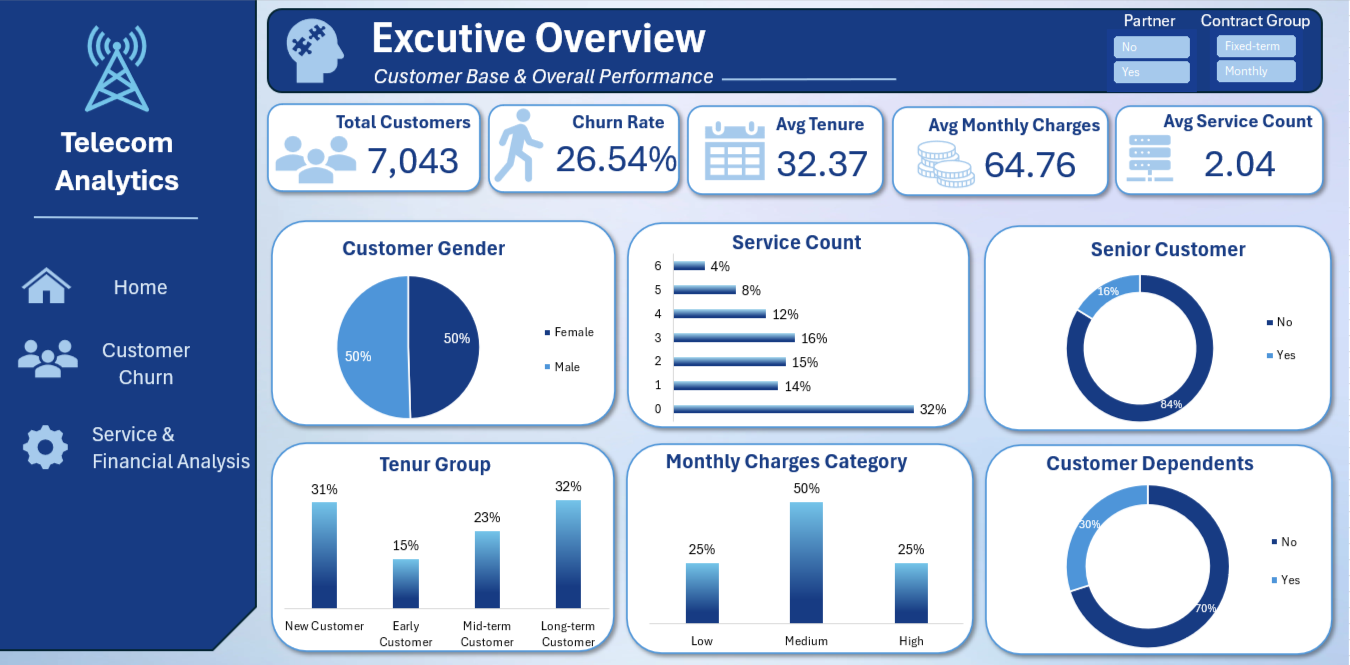 Telecom
Analytics
Home
Customer
Churn
Service &
Financial Analysis
Excutive Overview
Customer Base & Overall Performance
Partner
No
Yes
Contract Group
Fixed-term
Monthly
Total Customers
7,043
Churn Rate
26.54%
Avg Tenure
32.37
Avg Monthly Charges
64.76
Avg Service Count
2.04
Customer Gender
50%
50%
Female
Male
Service Count
6 4%
5 8%
4 12%
3 16%
2 15%
1 14%
0 32%
Senior Customer
16%
84%
No
Yes
Tenur Group
31%
15%
23%
32%
New Customer
Early
Customer
Mid-term
Customer
Long-term
Customer
Monthly Charges Category
25%
50%
25%
Low
Medium
High
Customer Dependents
30%
70%
No
Yes